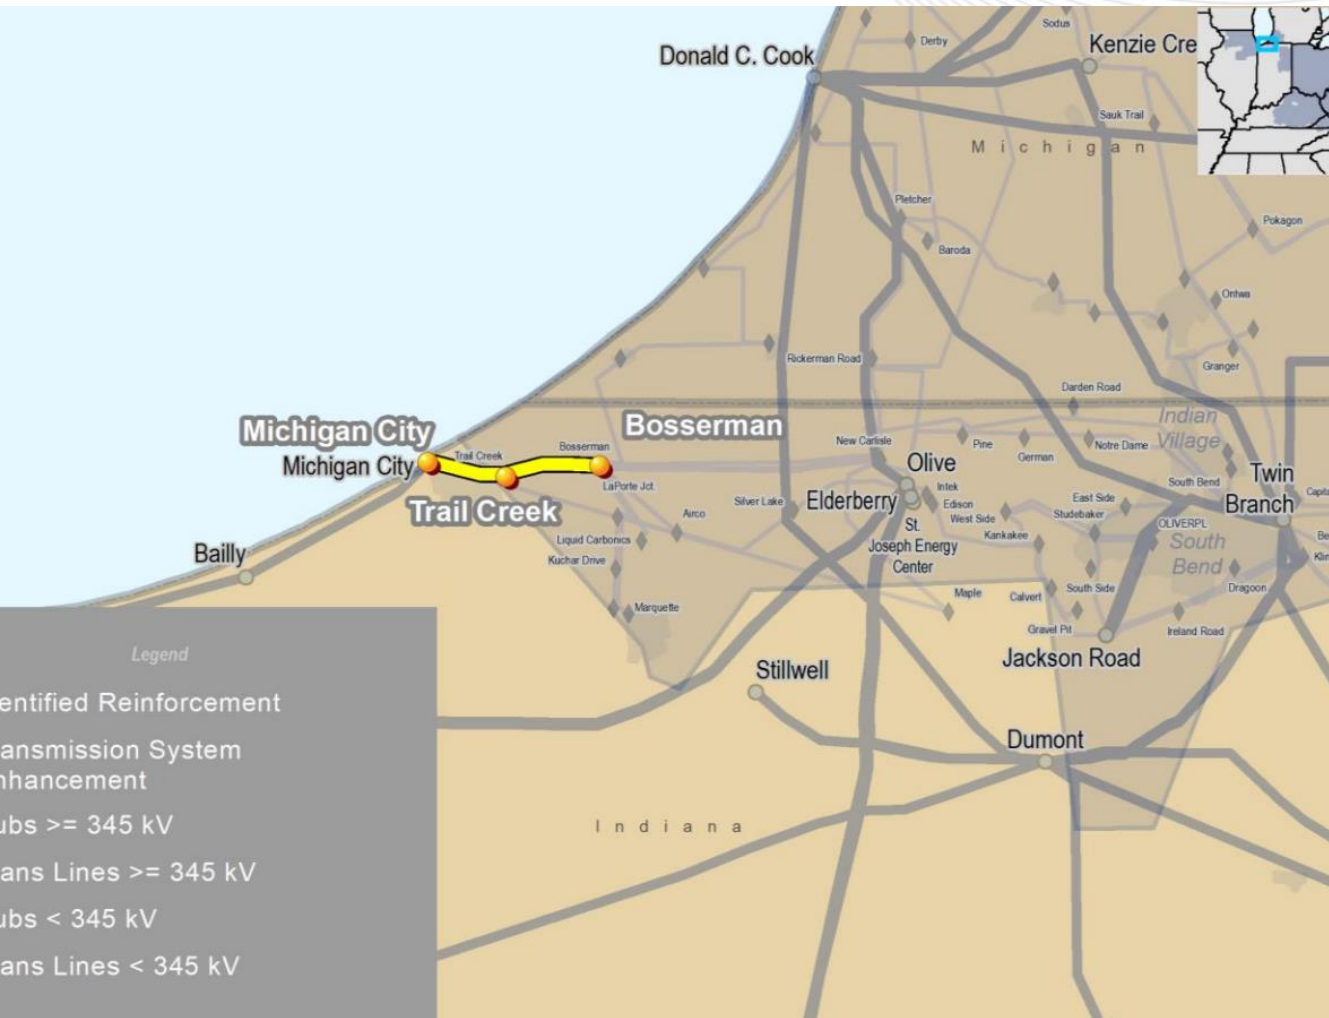 Sodus
Derby
Kenzie Cre
Donald C. Cook
Sauk Trail
Michigan
Pletcher
Pokagon
Baroda
Ontwa
Rickerman Road
Granger
Darden Road
Indian
Village
Michigan City
Bosserman
Michigan City
Trail Creek
Bosserman
New Carlisle
Pine
Notre Dame
German
LaPorte Jct.
Olive
South Bend
Twin
Branch
Silver Lake
Elderberry
Intek
Edison
East Side
Capit
Trail Creek
Airco
West Side
Studebaker
OLIVERPL
St.
Joseph Energy
Center
Kankakee
South
Bend
Liquid Carbonics
Bailly
Kuchar Drive
Be
Klin
Maple
Calvert
South Side
Dragoon
Marquette
Gravel Pit
Ireland Road
Jackson Road
Stillwell
Dumont
Indiana
Legend
entified Reinforcement
ansmission System
nhancement
ubs >= 345 kV
ans Lines >= 345 kV
ubs < 345 kV
ans Lines < 345 kV